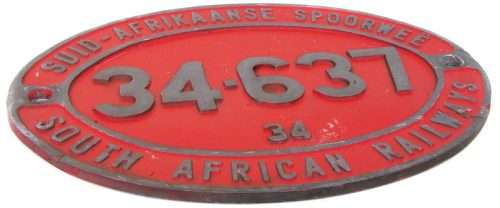 SUID-AFRIKAANSE SPOORWEË
34-637
34
SOUTH AFRICAN RAILWAYS